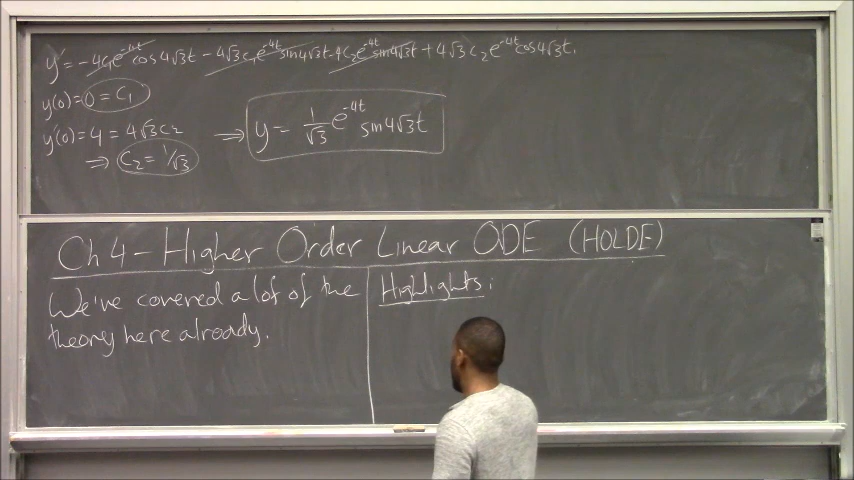 y' = -4c₁e^{-4t}cos4√3t - 4√3c₁e^{-4t}sin4√3t - 4c₂e^{-4t}sin4√3t + 4√3c₂e^{-4t}cos4√3t.
y(0) = 0 = C₁
y'(0) = 4 = 4√3c₂
⇒ C₂ = 1/√3
⇒ y = 1/√3 e^{-4t} sin4√3t
Ch 4 - Higher Order Linear ODE (HOLDE)
We've covered a lot of the
theory here already.
Highlights: